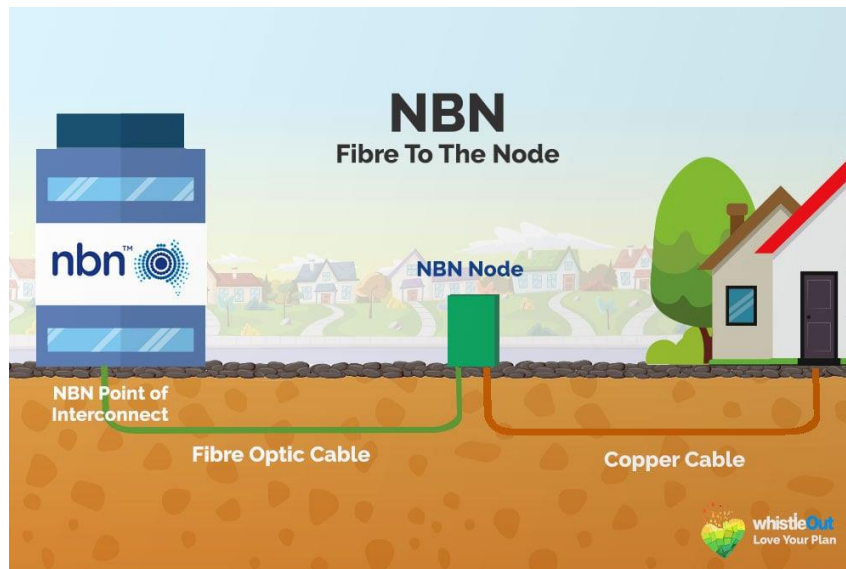 NBN
Fibre To The Node
nbn™
NBN Node
NBN Point of
Interconnect
Fibre Optic Cable
Copper Cable
whistleOut
Love Your Plan